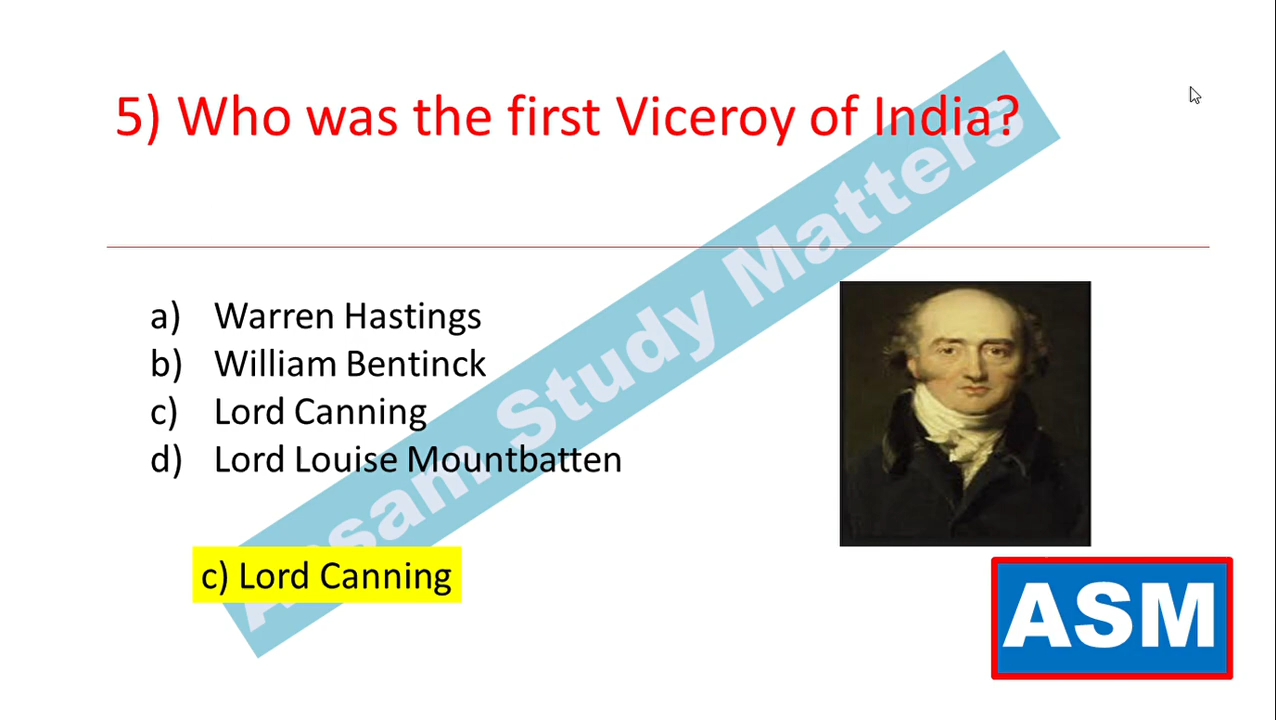 5) Who was the first Viceroy of India?
a) Warren Hastings
b) William Bentinck
c) Lord Canning
d) Lord Louise Mountbatten
c) Lord Canning
Assam Study Matters
ASM